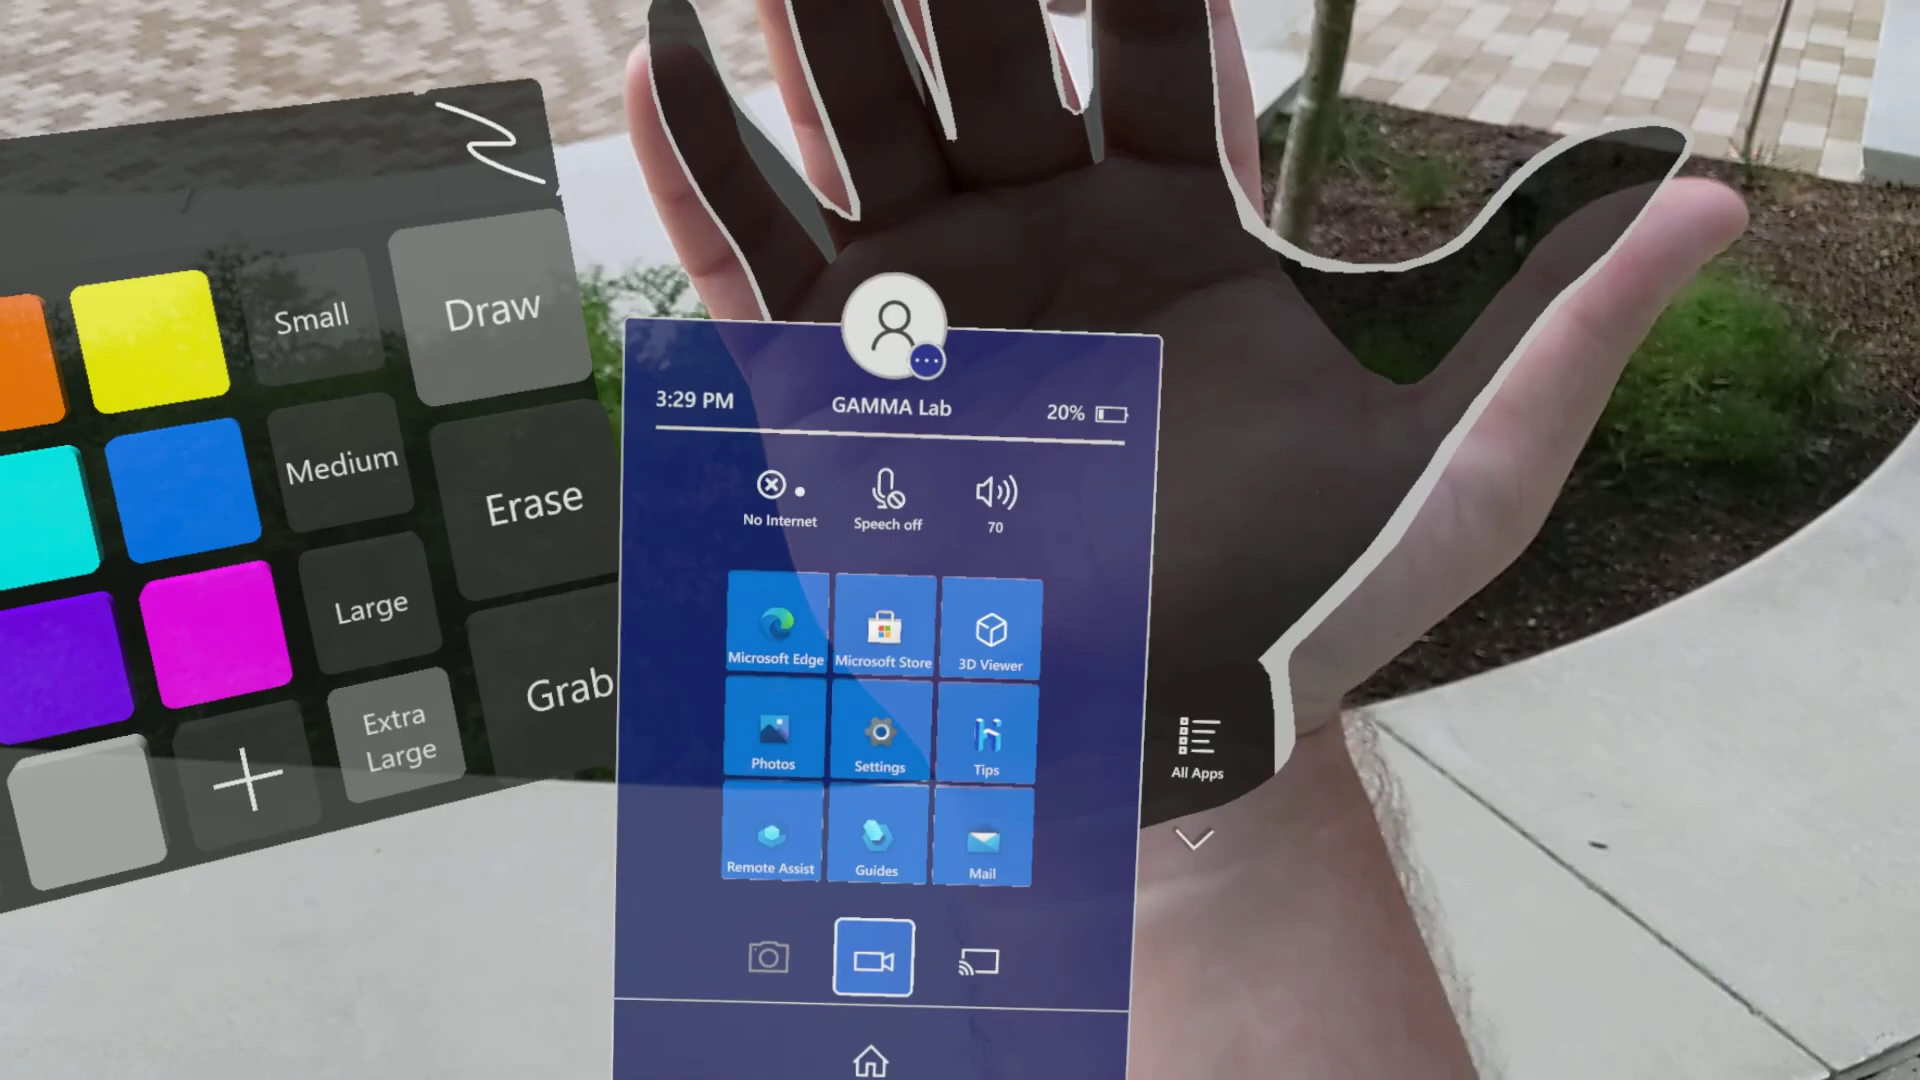 Small
Draw
Medium
Erase
Large
Grab
Extra
Large
3:29 PM
GAMMA Lab
20%
No Internet
Speech off
70
Microsoft Edge
Microsoft Store
3D Viewer
Photos
Settings
Tips
Remote Assist
Guides
Mail
All Apps